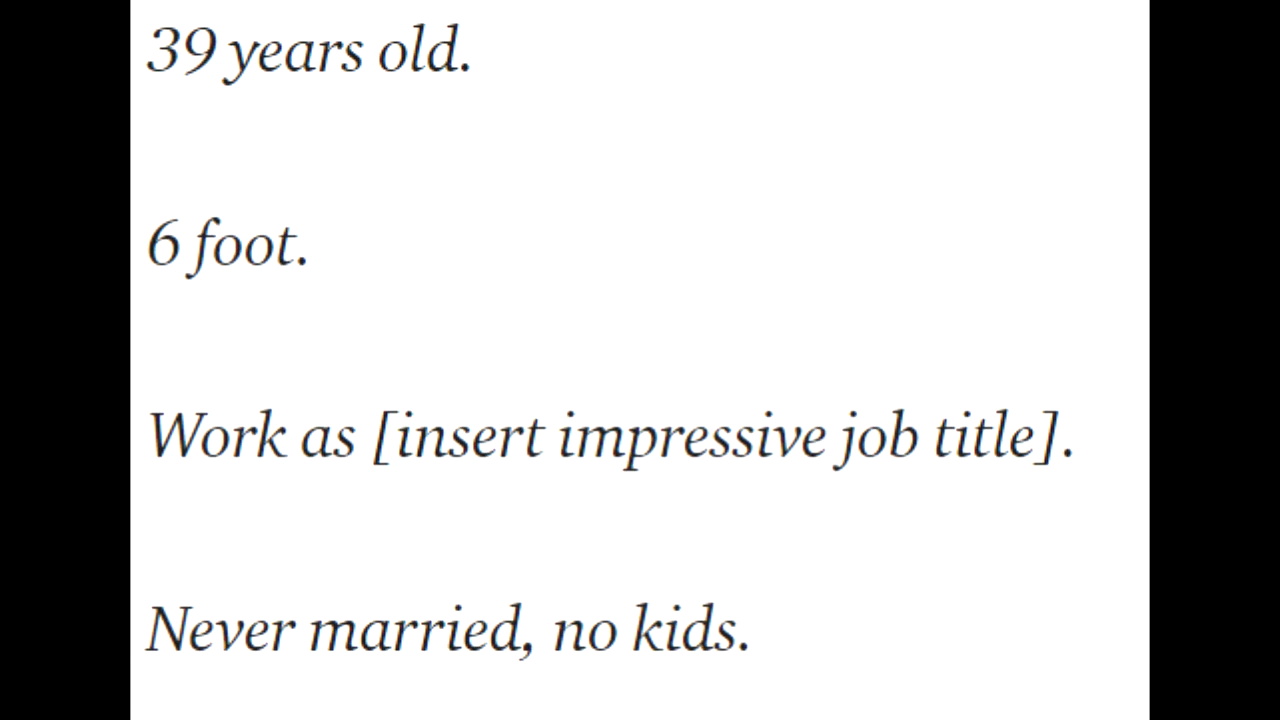 39 years old.
6 foot.
Work as [insert impressive job title].
Never married, no kids.